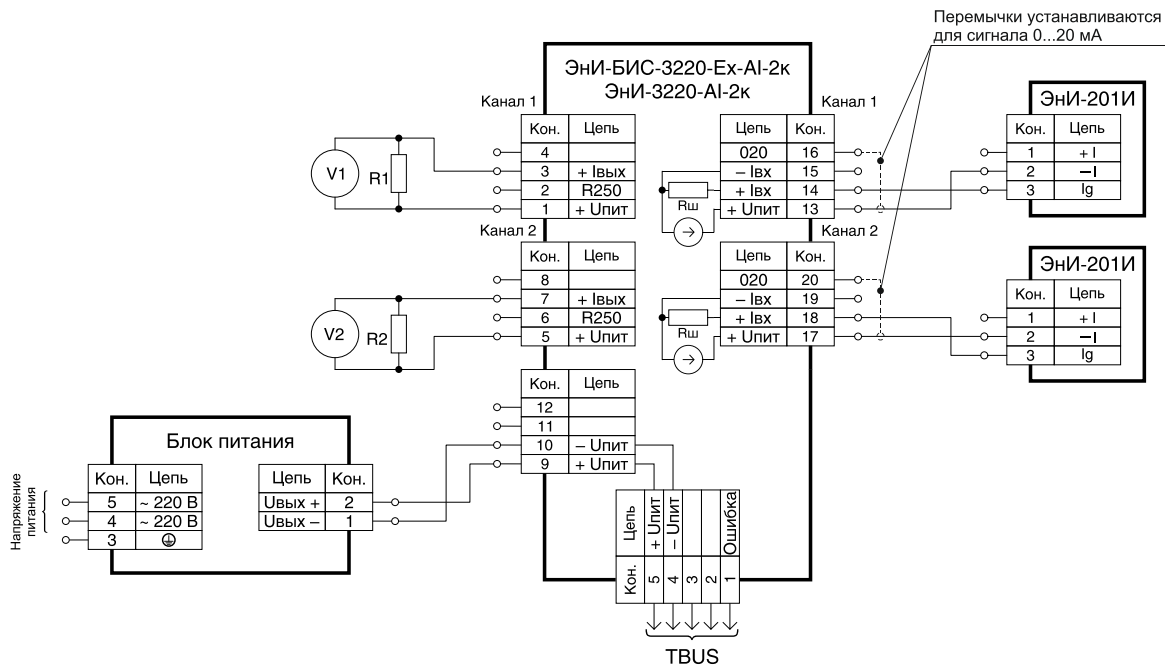 Перемычки устанавливаются
для сигнала 0...20 мА
ЭнИ-БИС-3220-Ex-AI-2к
ЭнИ-3220-AI-2к
Канал 1
Кон. Цепь
4
3 + Iвых
2 R250
1 + Uпит
V1
R1
Канал 2
8
7 + Iвых
6 R250
5 + Uпит
Кон. Цепь
V2
R2
Кон. Цепь
12
11
10 – Uпит
9 + Uпит
Канал 1
Цепь Кон.
020 16
– Iвх 15
+ Iвх 14
+ Uпит 13
Rш
Канал 2
Цепь Кон.
020 20
– Iвх 19
+ Iвх 18
+ Uпит 17
Rш
ЭнИ-201И
Кон. Цепь
1 + I
2 –I
3 Ig
ЭнИ-201И
Кон. Цепь
1 + I
2 –I
3 Ig
Блок питания
Напряжение
питания
Кон. Цепь
5 ~ 220 В
4 ~ 220 В
3
Цепь Кон.
Uвых + 2
Uвых – 1
Цепь + Uпит – Uпит Ошибка
Кон. 5 4 3 2 1
TBUS